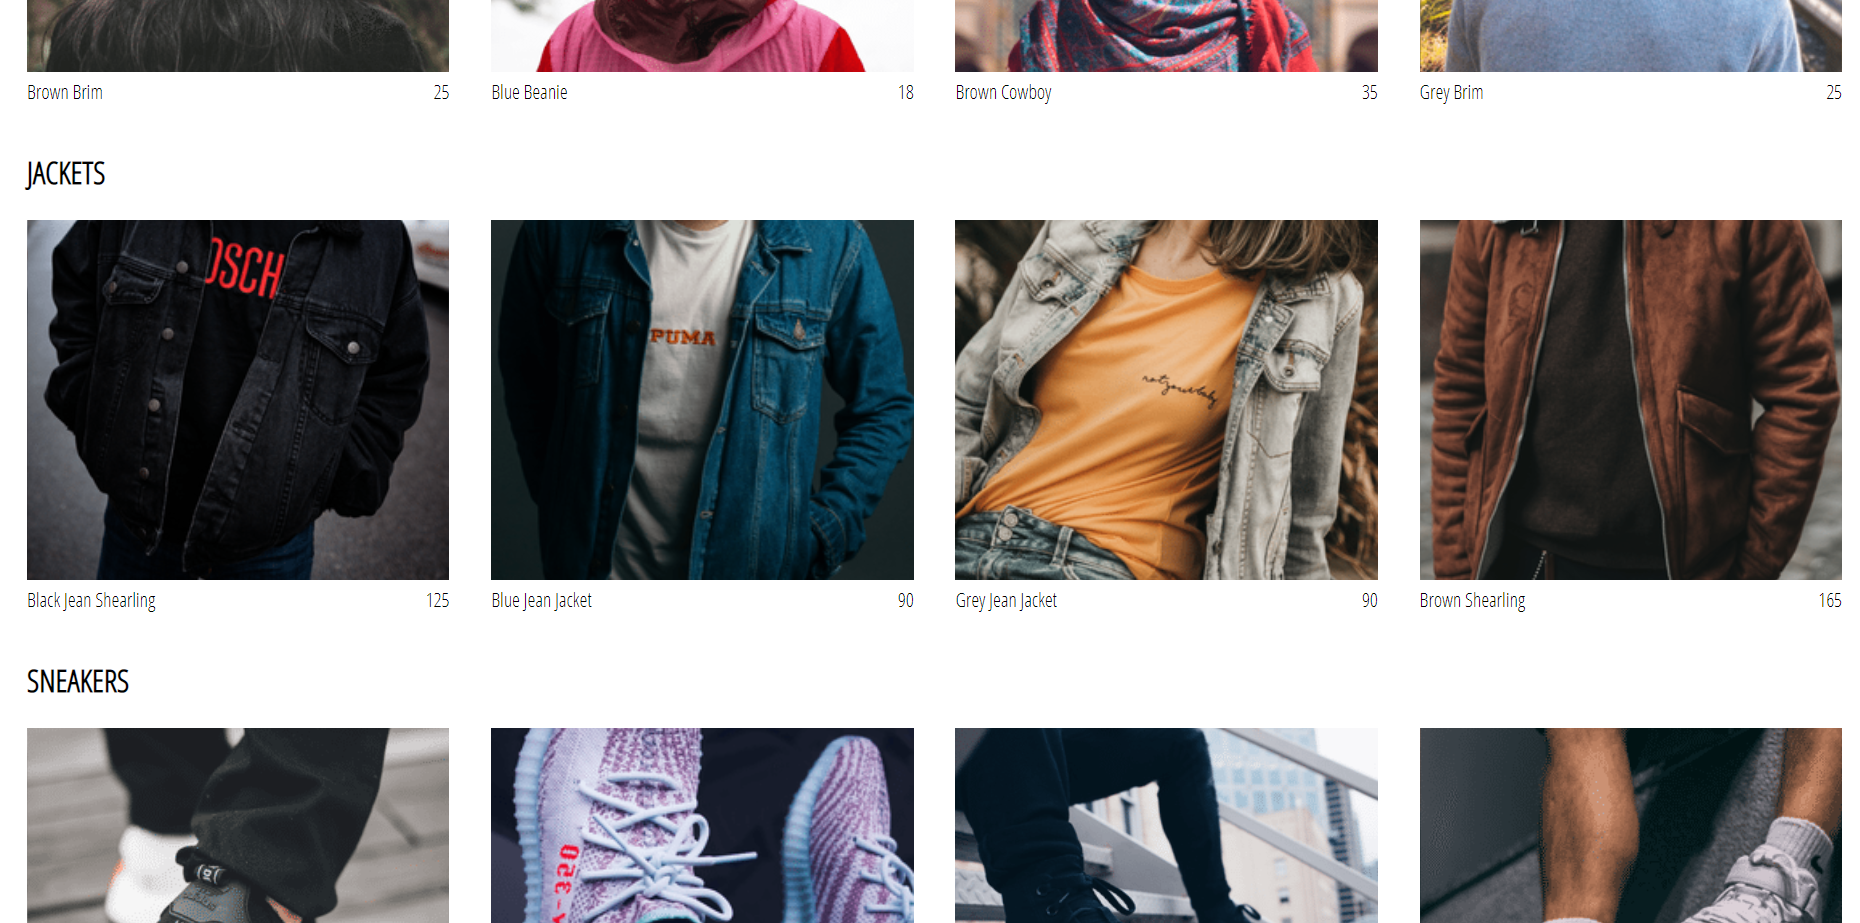 Brown Brim 25
Blue Beanie 18
Brown Cowboy 35
Grey Brim 25
JACKETS
OSCH
PUMA
notyourbaby
Black Jean Shearling 125
Blue Jean Jacket 90
Grey Jean Jacket 90
Brown Shearling 165
SNEAKERS